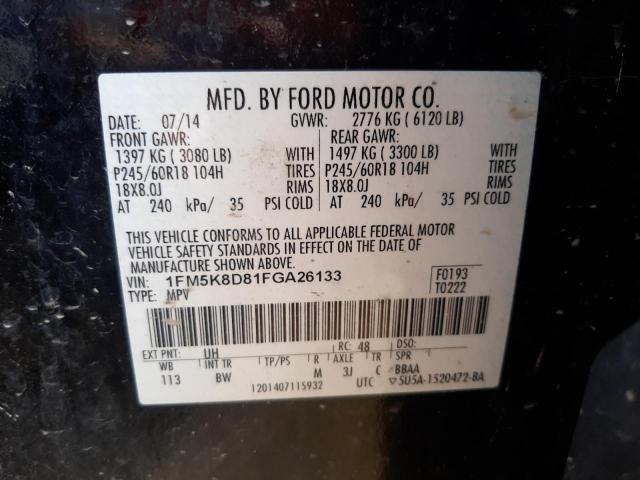 MFD. BY FORD MOTOR CO.
DATE: 07/14 GVWR: 2776 KG ( 6120 LB)
FRONT GAWR: REAR GAWR:
1397 KG ( 3080 LB) WITH 1497 KG ( 3300 LB) WITH
P245/60R18 104H TIRES P245/60R18 104H TIRES
18X8.0J RIMS 18X8.0J RIMS
AT 240 kPa/ 35 PSI COLD AT 240 kPa/ 35 PSI COLD
THIS VEHICLE CONFORMS TO ALL APPLICABLE FEDERAL MOTOR
VEHICLE SAFETY STANDARDS IN EFFECT ON THE DATE OF
MANUFACTURE SHOWN ABOVE.
VIN: 1FM5K8D81FGA26133 F0193
TYPE: MPV T0222
EXT PNT: UH RC: 48 DSO:
WB INT TR TP/PS R AXLE TR SPR
113 BW M 3J C BBAA
1201407115932 UTC ▽5U5A-1520472-BA